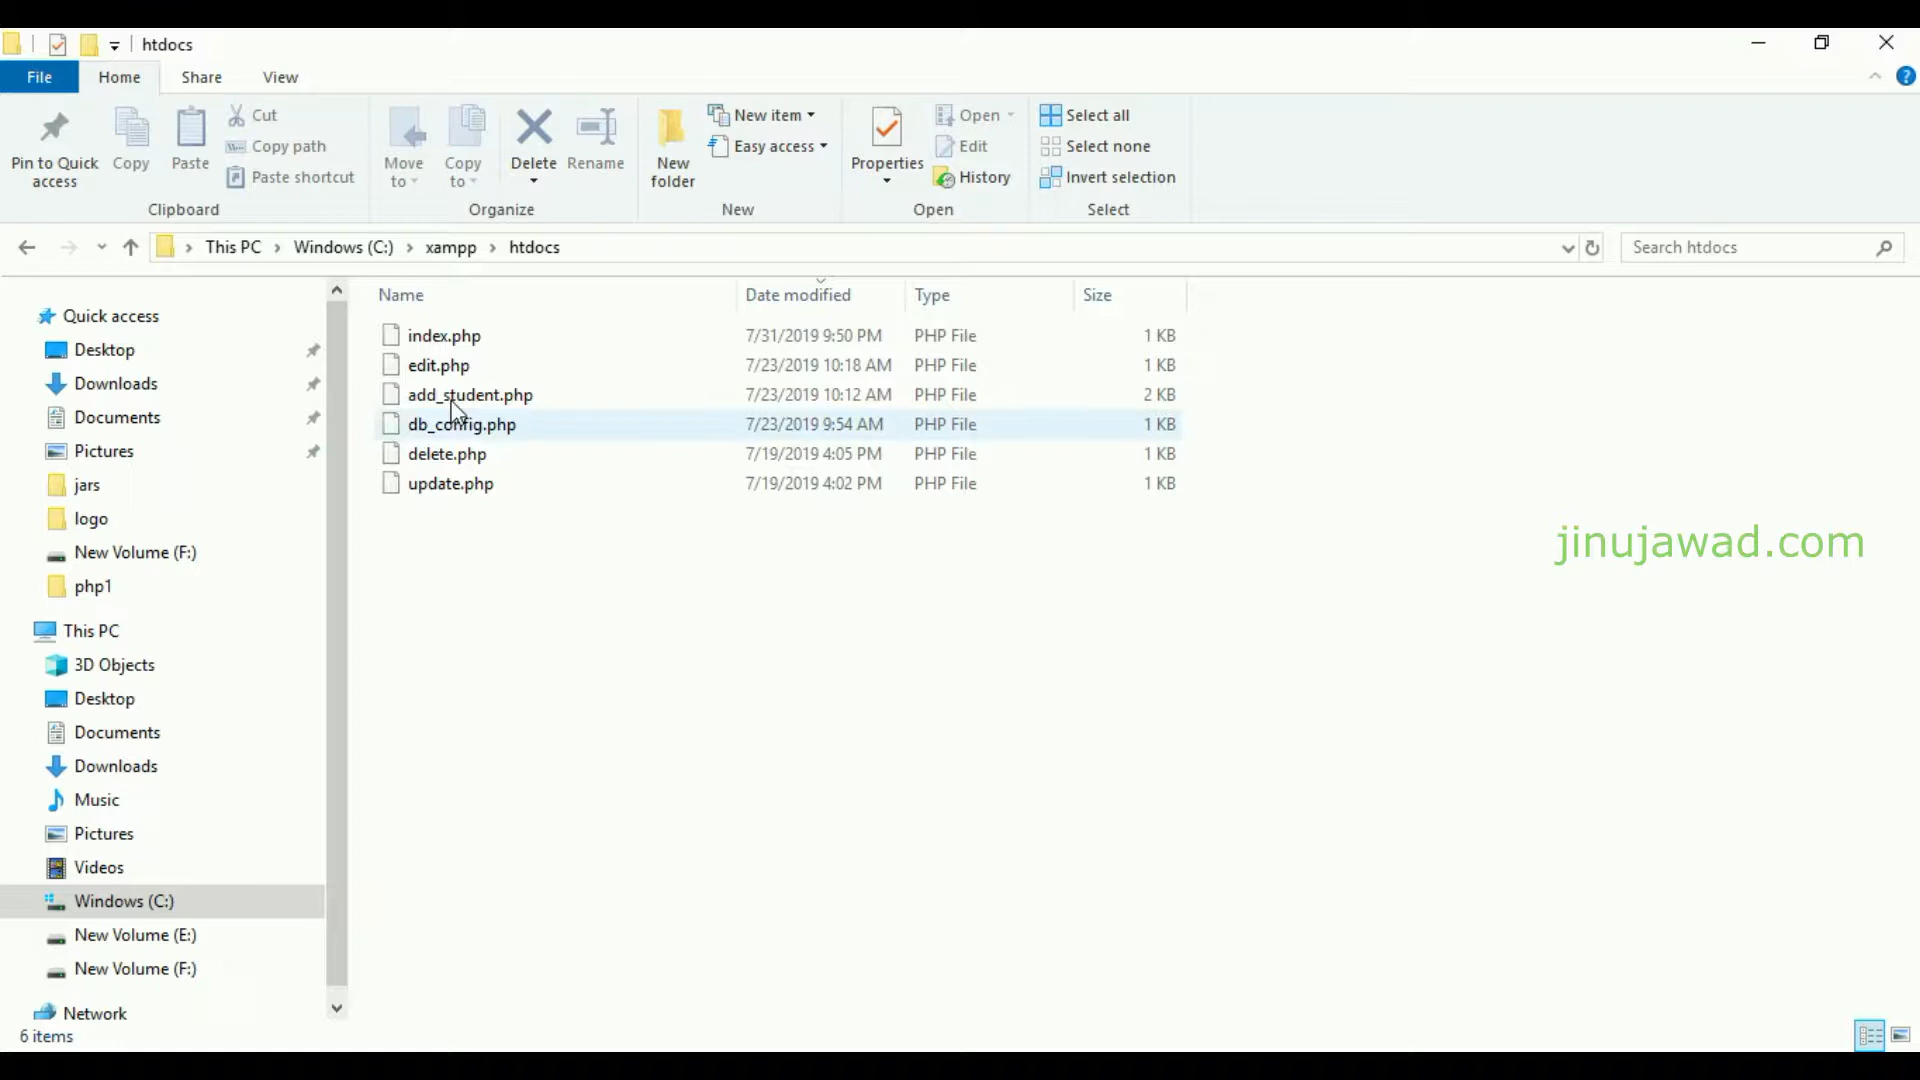 htdocs
File Home Share View
Pin to Quick access
Copy
Paste
Cut
Copy path
Paste shortcut
Clipboard
Move to
Copy to
Delete
Rename
Organize
New folder
New item
Easy access
New
Properties
Open
Edit
History
Open
Select all
Select none
Invert selection
Select
This PC Windows (C:) xampp htdocs
Search htdocs
Quick access
Desktop
Downloads
Documents
Pictures
jars
logo
New Volume (F:)
php1
This PC
3D Objects
Desktop
Documents
Downloads
Music
Pictures
Videos
Windows (C:)
New Volume (E:)
New Volume (F:)
Network
Name Date modified Type Size
index.php 7/31/2019 9:50 PM PHP File 1 KB
edit.php 7/23/2019 10:18 AM PHP File 1 KB
add_student.php 7/23/2019 10:12 AM PHP File 2 KB
db_config.php 7/23/2019 9:54 AM PHP File 1 KB
delete.php 7/19/2019 4:05 PM PHP File 1 KB
update.php 7/19/2019 4:02 PM PHP File 1 KB
jinujawad.com
6 items